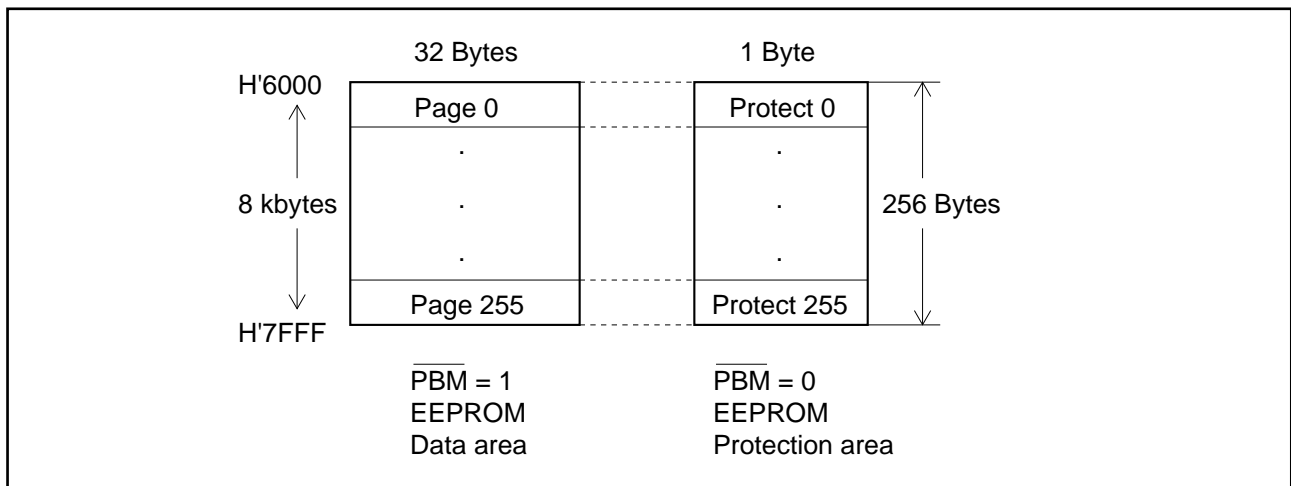 32 Bytes 1 Byte
H'6000
Page 0 Protect 0
. .
8 kbytes . . 256 Bytes
. .
Page 255 Protect 255
H'7FFF
PBM = 1 PBM = 0
EEPROM EEPROM
Data area Protection area